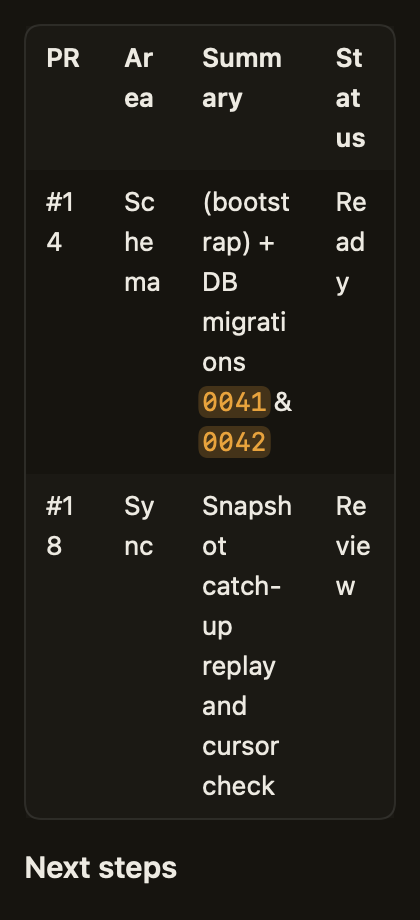 PR
Ar
ea
Summ
ary
St
at
us
#1
4
Sc
he
ma
(bootst
rap) +
DB
migrati
ons
0041 &
0042
Re
ad
y
#1
8
Sy
nc
Snapsh
ot
catch-
up
replay
and
cursor
check
Re
vie
w
Next steps